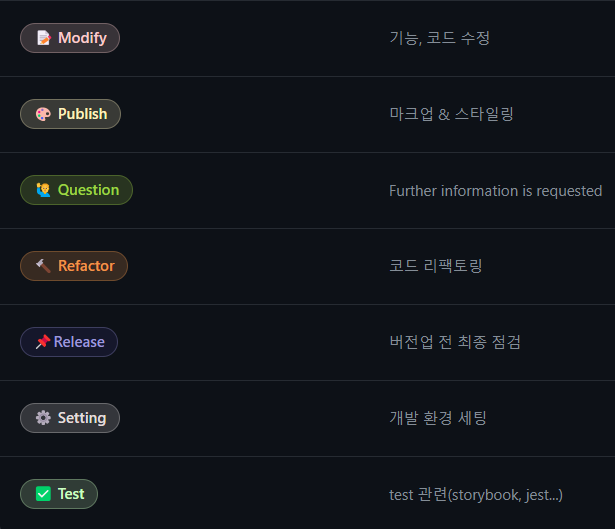 📝 Modify 기능, 코드 수정
🎨 Publish 마크업 & 스타일링
🙋 Question Further information is requested
🔨 Refactor 코드 리팩토링
📌Release 버전업 전 최종 점검
⚙ Setting 개발 환경 세팅
✅ Test test 관련(storybook, jest...)